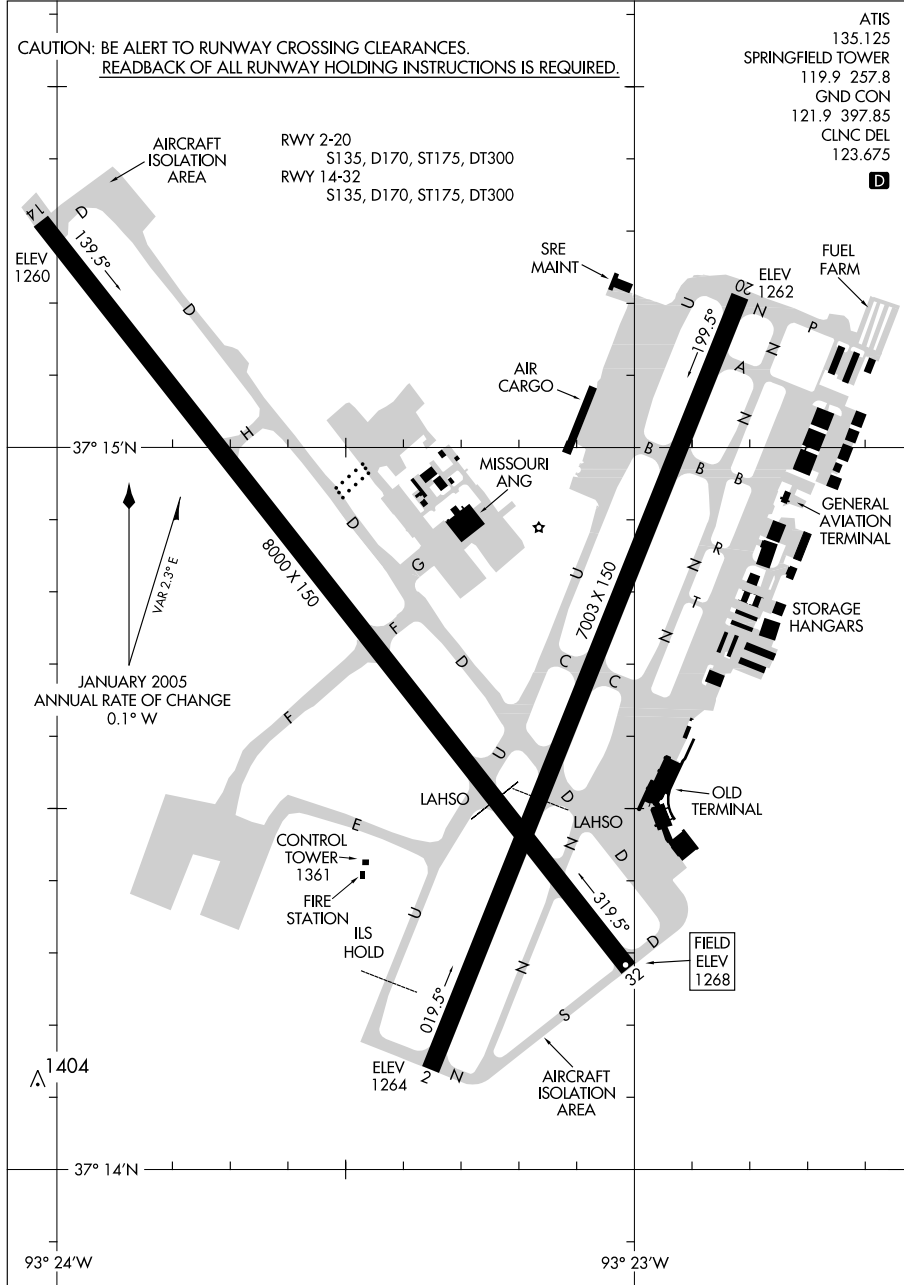 ATIS
135.125
SPRINGFIELD TOWER
119.9 257.8
GND CON
121.9 397.85
CLNC DEL
123.675
D
CAUTION: BE ALERT TO RUNWAY CROSSING CLEARANCES.
READBACK OF ALL RUNWAY HOLDING INSTRUCTIONS IS REQUIRED.
RWY 2-20
S135, D170, ST175, DT300
RWY 14-32
S135, D170, ST175, DT300
AIRCRAFT
ISOLATION
AREA
14
D
139.5°
ELEV
1260
D
D
H
SRE
MAINT
U
20
ELEV
1262
FUEL
FARM
N
P
199.5°
N
A
N
Z
AIR
CARGO
37° 15'N
B
B
B
B
MISSOURI
ANG
GENERAL
AVIATION
TERMINAL
D
G
8000 X 150
VAR 2.3° E
U
7003 X 150
R
N
T
N
STORAGE
HANGARS
F
D
C
C
JANUARY 2005
ANNUAL RATE OF CHANGE
0.1° W
F
U
LAHSO
LAHSO
D
OLD
TERMINAL
E
N
D
CONTROL
TOWER
1361
FIRE
STATION
U
319.5°
ILS
HOLD
D
FIELD
ELEV
1268
N
32
019.5°
S
ELEV
1264
2
N
AIRCRAFT
ISOLATION
AREA
1404
37° 14'N
93° 24'W
93° 23'W